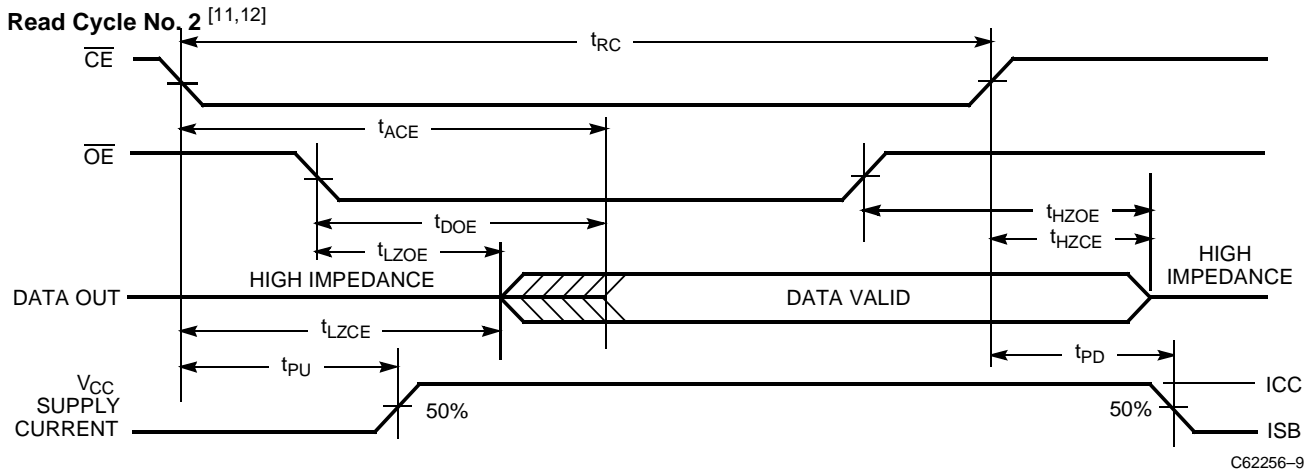 Read Cycle No. 2 [11,12]
tRC
CE
tACE
OE
tDOE
tHZOE
tLZOE
tHZCE
HIGH IMPEDANCE
HIGH
IMPEDANCE
DATA OUT
DATA VALID
tLZCE
tPU
tPD
VCC
SUPPLY
CURRENT
50%
50%
ICC
ISB
C62256–9